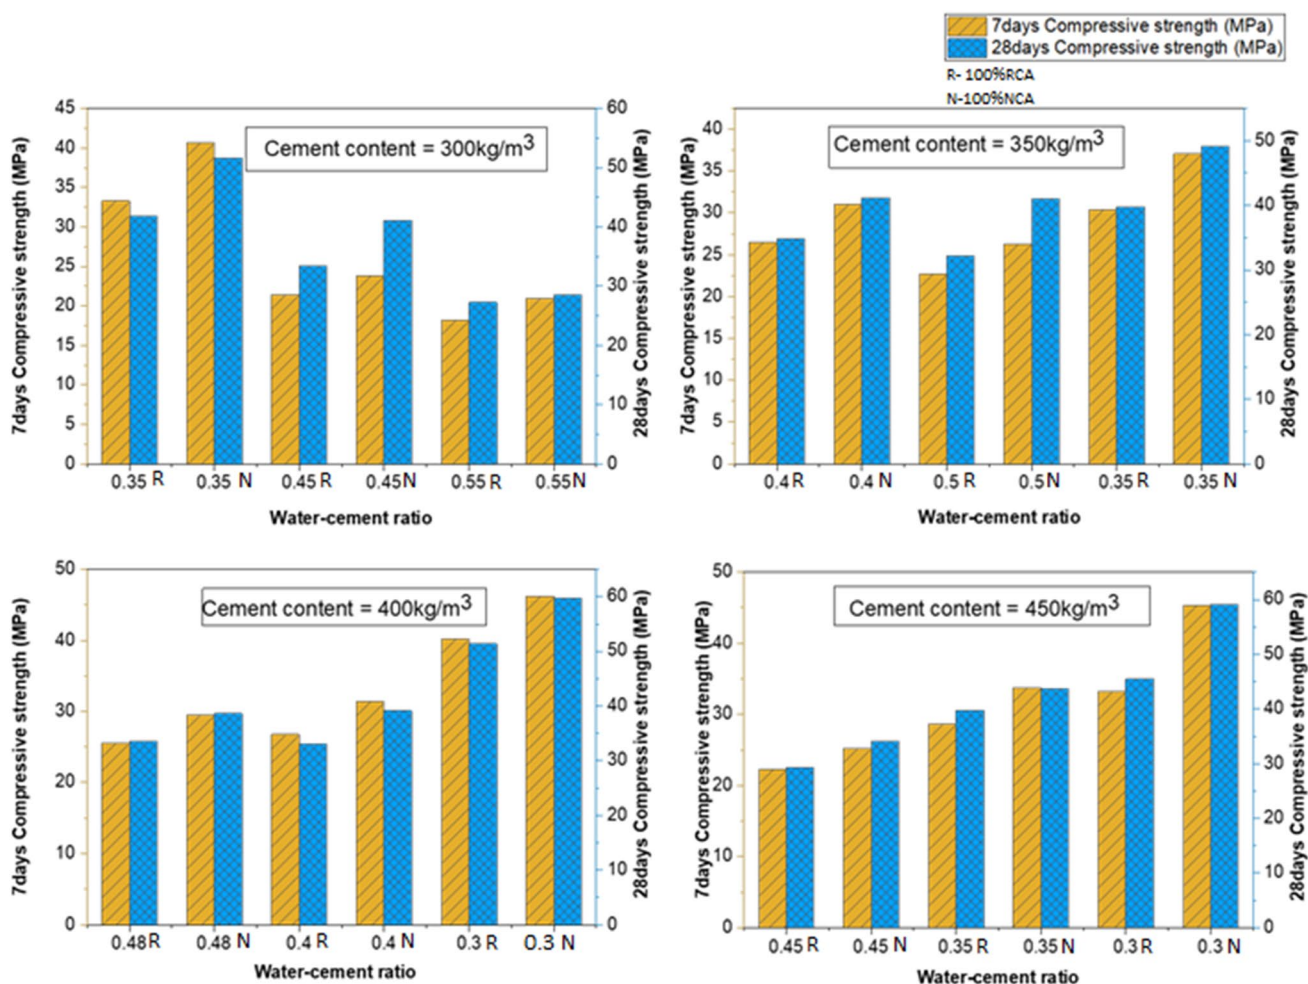 7days Compressive strength (MPa)
28days Compressive strength (MPa)
R- 100%RCA
N-100%NCA
Cement content = 300kg/m3
7days Compressive strength (MPa)
45
40
35
30
25
20
15
10
5
0
28days Compressive strength (MPa)
60
50
40
30
20
10
0
0.35 R
0.35 N
0.45 R
0.45N
0.55 R
0.55N
Water-cement ratio
Cement content = 350kg/m3
7days Compressive strength (MPa)
40
35
30
25
20
15
10
5
0
28days Compressive strength (MPa)
50
40
30
20
10
0
0.4 R
0.4 N
0.5 R
0.5N
0.35 R
0.35 N
Water-cement ratio
Cement content = 400kg/m3
7days Compressive strength (MPa)
50
40
30
20
10
0
28days Compressive strength (MPa)
60
50
40
30
20
10
0
0.48R
0.48 N
0.4 R
0.4 N
0.3 R
0.3 N
Water-cement ratio
Cement content = 450kg/m3
7days Compressive strength (MPa)
50
40
30
20
10
0
28days Compressive strength (MPa)
60
50
40
30
20
10
0
0.45 R
0.45 N
0.35R
0.35 N
0.3 R
0.3 N
Water-cement ratio